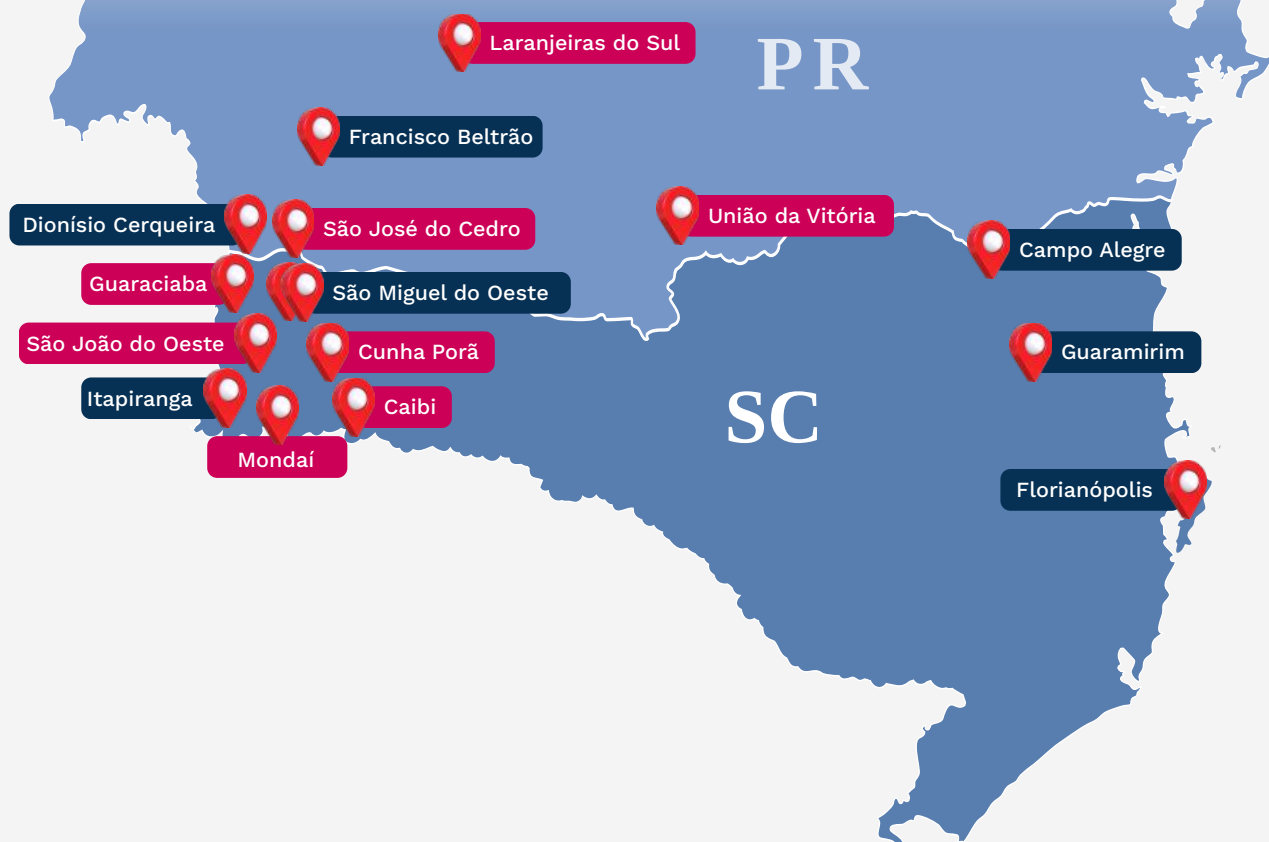 Laranjeiras do Sul
PR
Francisco Beltrão
Dionísio Cerqueira
São José do Cedro
União da Vitória
Campo Alegre
Guaraciaba
São Miguel do Oeste
São João do Oeste
Cunha Porã
Guaramirim
Itapiranga
Caibi
SC
Mondaí
Florianópolis